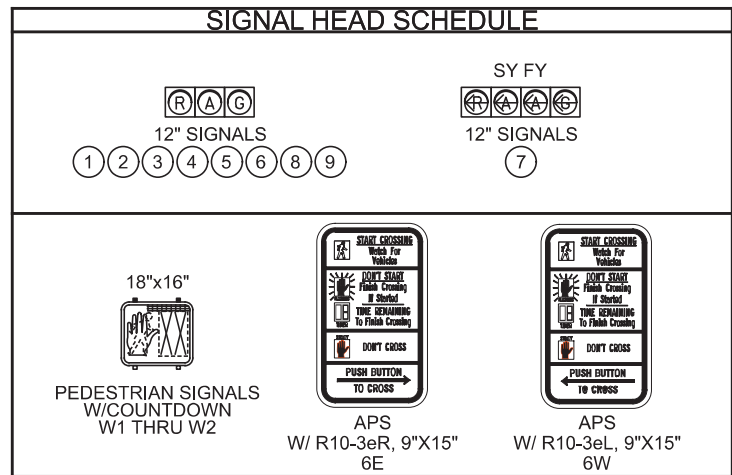 SIGNAL HEAD SCHEDULE
R A G
12" SIGNALS
1 2 3 4 5 6 8 9
SY FY
R A A G
12" SIGNALS
7
18"x16"
PEDESTRIAN SIGNALS
W/COUNTDOWN
W1 THRU W2
START CROSSING
Watch For
Vehicles
DON'T START
Finish Crossing
If Started
TIME REMAINING
To Finish Crossing
DON'T CROSS
PUSH BUTTON
TO CROSS
APS
W/ R10-3eR, 9"X15"
6E
START CROSSING
Watch For
Vehicles
DON'T START
Finish Crossing
If Started
TIME REMAINING
To Finish Crossing
DON'T CROSS
PUSH BUTTON
TO CROSS
APS
W/ R10-3eL, 9"X15"
6W